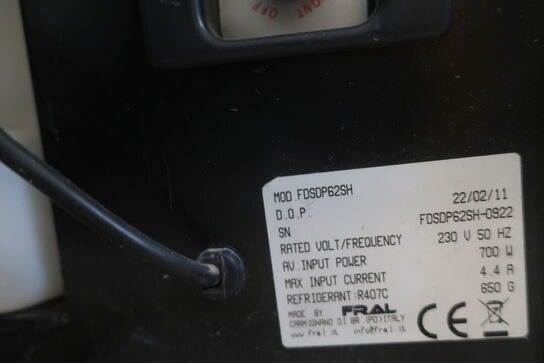 CONT OFF
MOD.FDSDP62SH
D.O.P. 22/02/11
SN FDSDP62SH-0922
RATED VOLT/FREQUENCY 230 V 50 HZ
AV.INPUT POWER 700 W
MAX INPUT CURRENT 4.4 A
REFRIGERANT:R407C 650 G
MADE BY FRAL
CARMIGNANO DI BR.(PD)ITALY
www.fral.it info@fral.it
CE